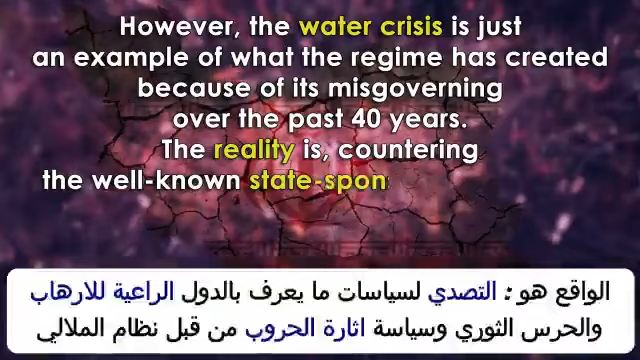 However, the water crisis is just
an example of what the regime has created
because of its misgoverning
over the past 40 years.
The reality is, countering
the well-known state-spon
الواقع هو : التصدي لسياسات ما يعرف بالدول الراعية للارهاب
والحرس الثوري وسياسة اثارة الحروب من قبل نظام الملالي